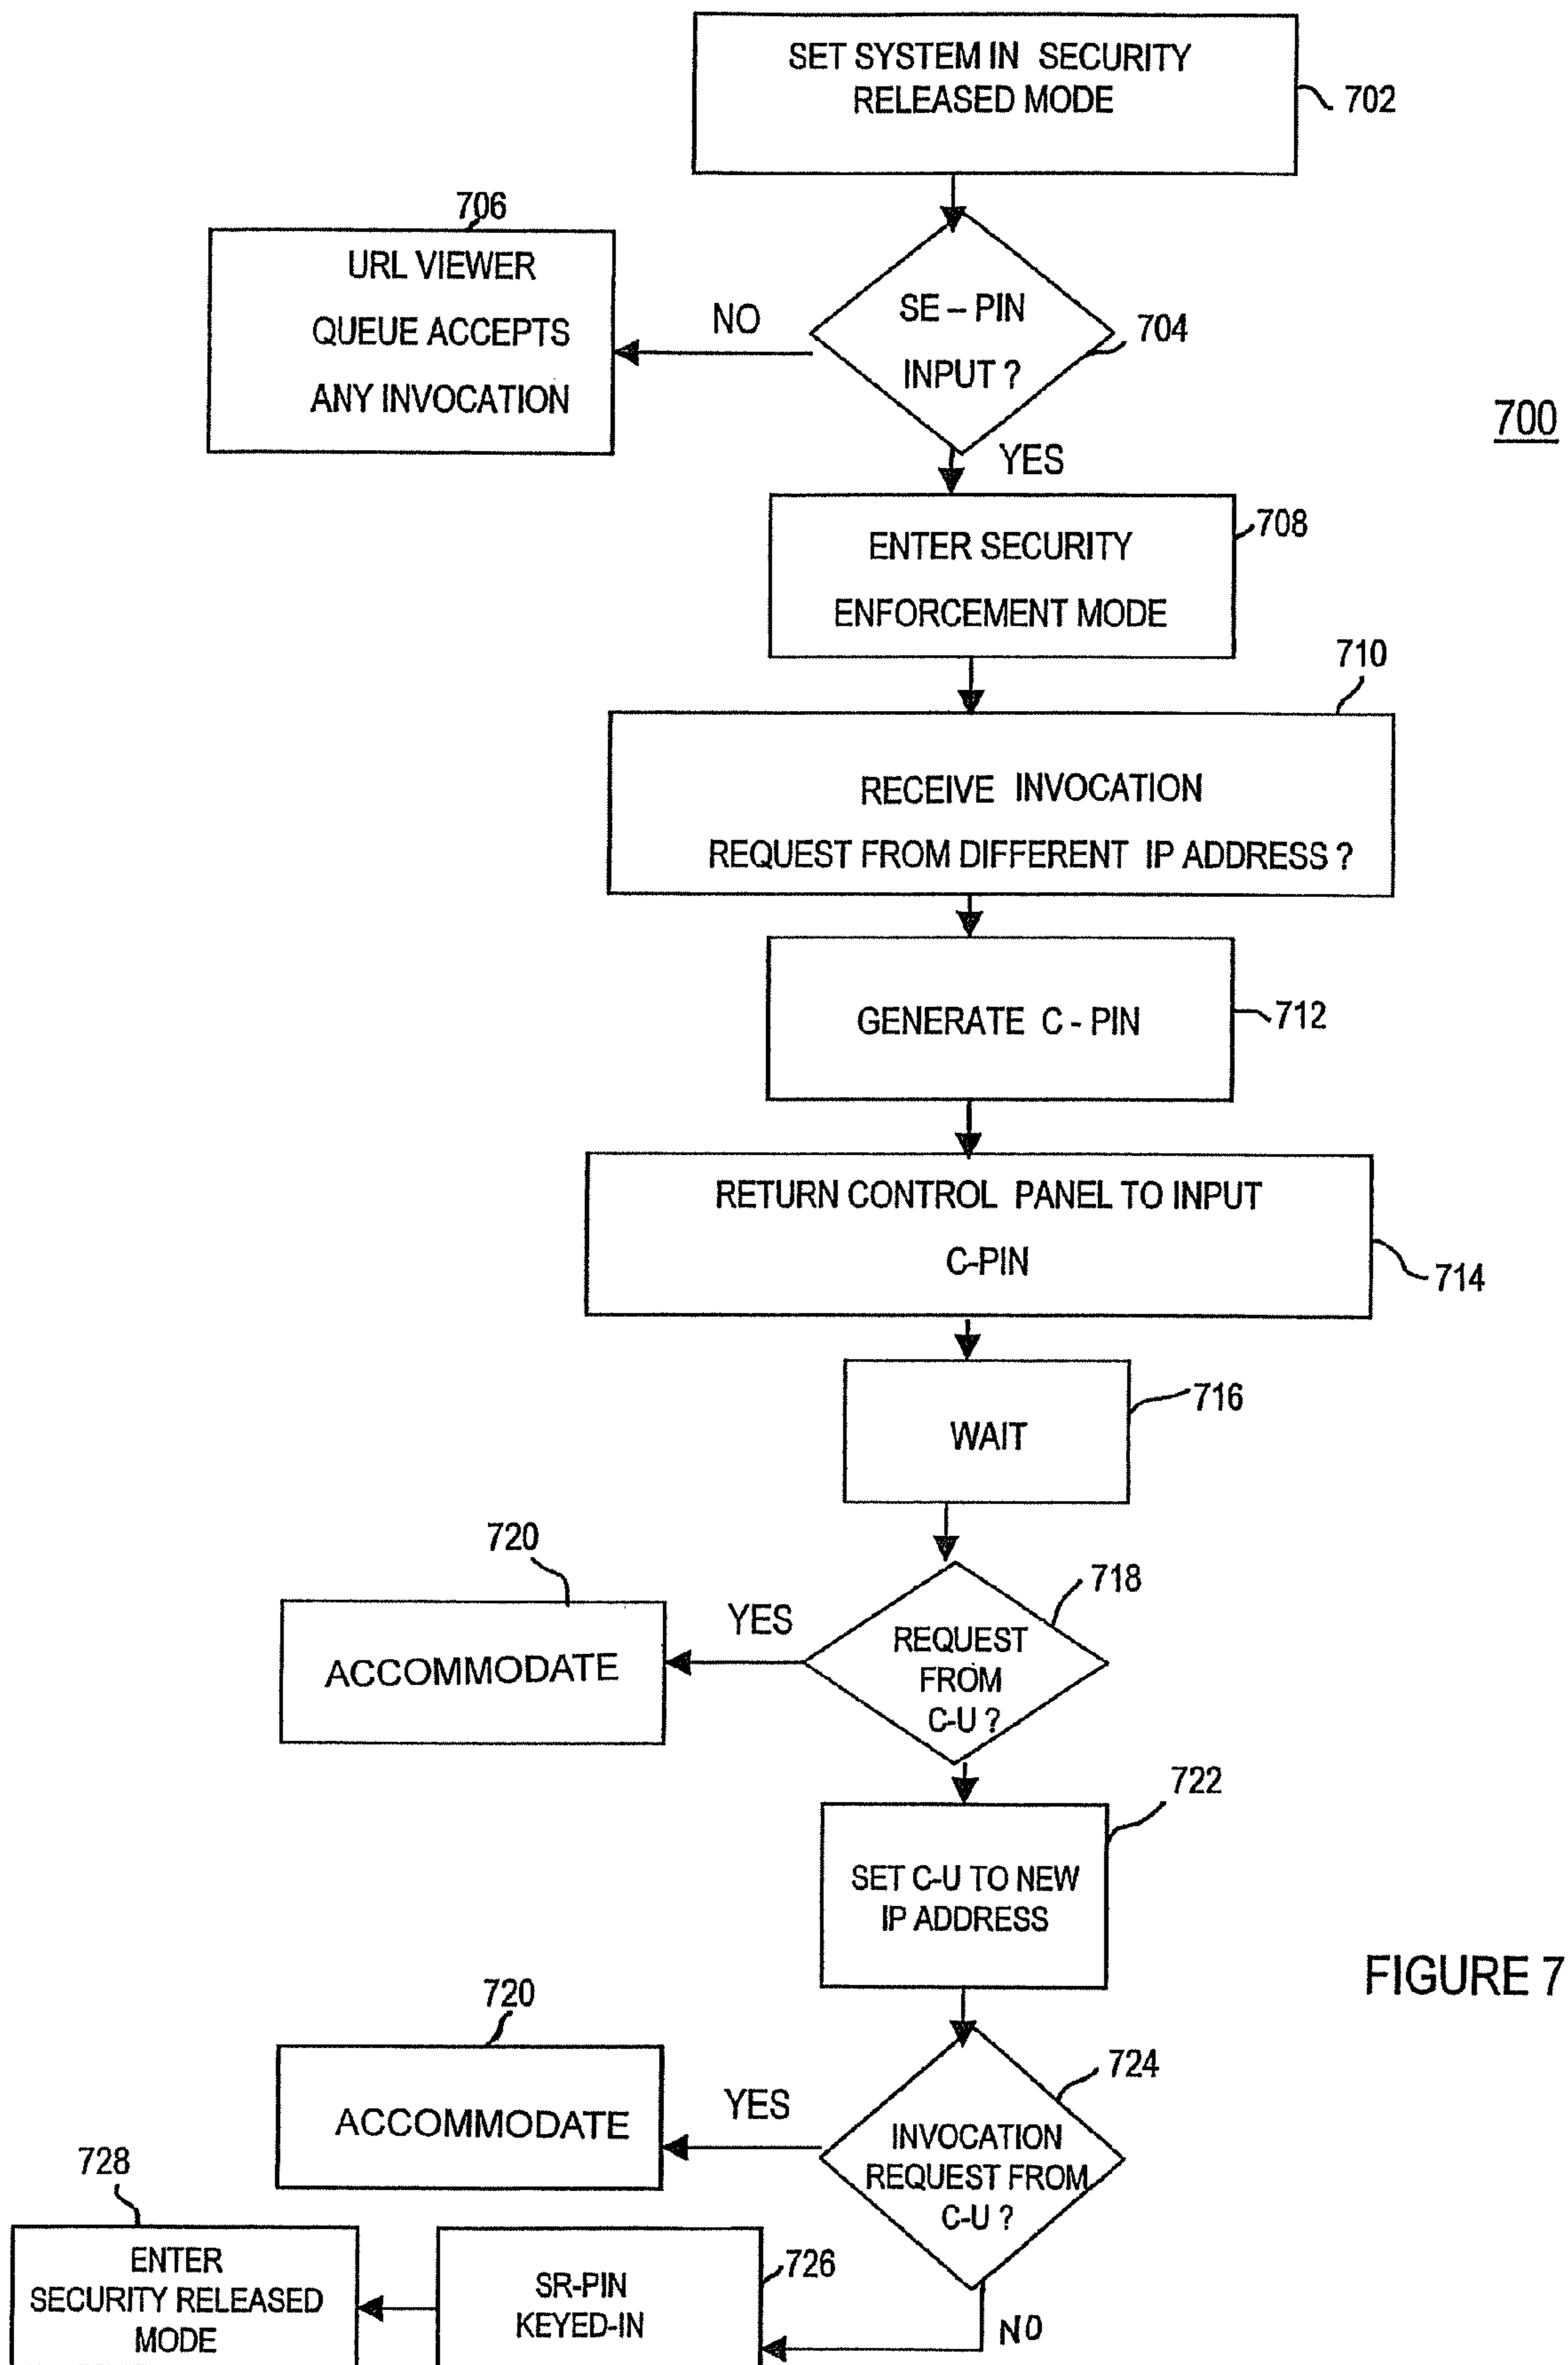 SET SYSTEM IN SECURITY
RELEASED MODE
702
706
URL VIEWER
QUEUE ACCEPTS
ANY INVOCATION
NO
SE – PIN
INPUT ?
704
700
YES
ENTER SECURITY
ENFORCEMENT MODE
708
710
RECEIVE INVOCATION
REQUEST FROM DIFFERENT IP ADDRESS ?
GENERATE C - PIN
712
RETURN CONTROL PANEL TO INPUT
C-PIN
714
WAIT
716
720
ACCOMMODATE
YES
REQUEST
FROM
C-U ?
718
722
SET C-U TO NEW
IP ADDRESS
FIGURE 7
720
ACCOMMODATE
YES
724
INVOCATION
REQUEST FROM
C-U ?
728
ENTER
SECURITY RELEASED
MODE
SR-PIN
KEYED-IN
726
NO